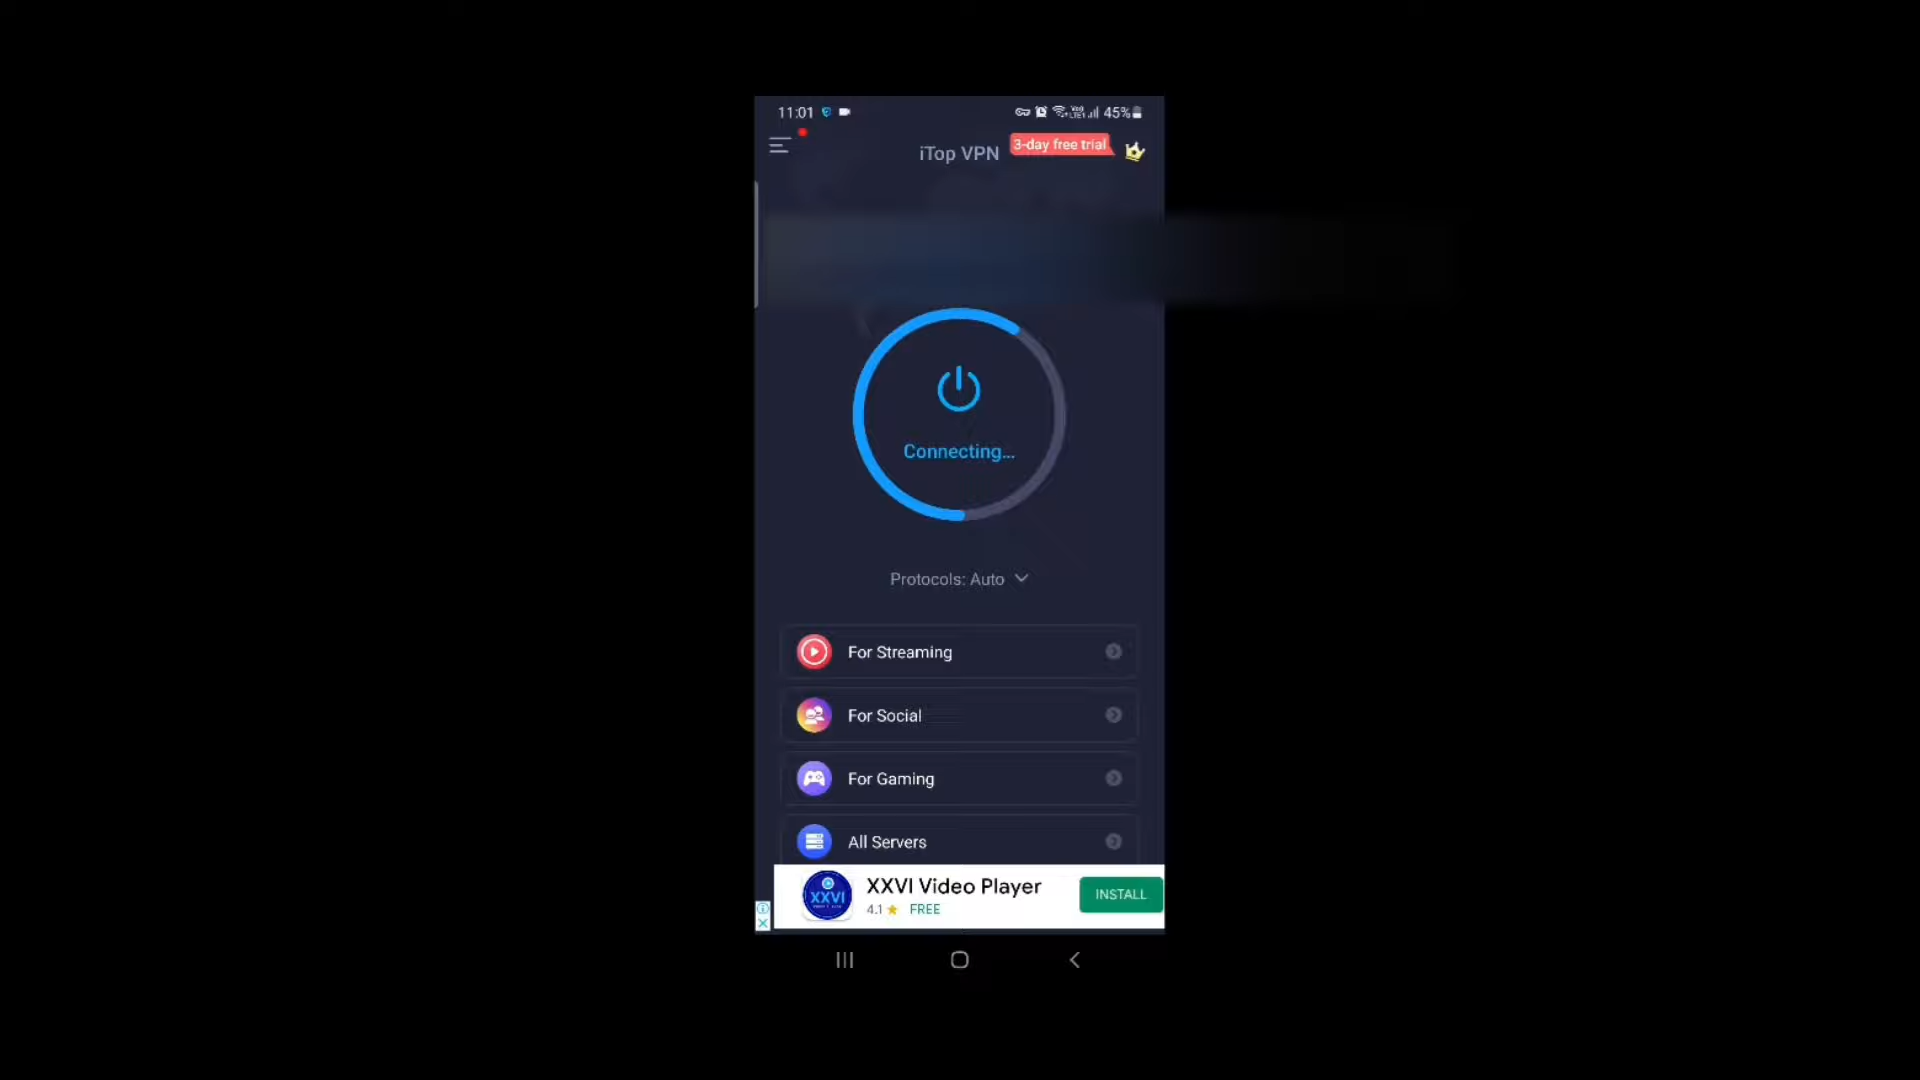 11:01
45%
iTop VPN
3-day free trial
Connecting...
Protocols: Auto
For Streaming
For Social
For Gaming
All Servers
XXVI
XXVI Video Player
4.1 FREE
INSTALL